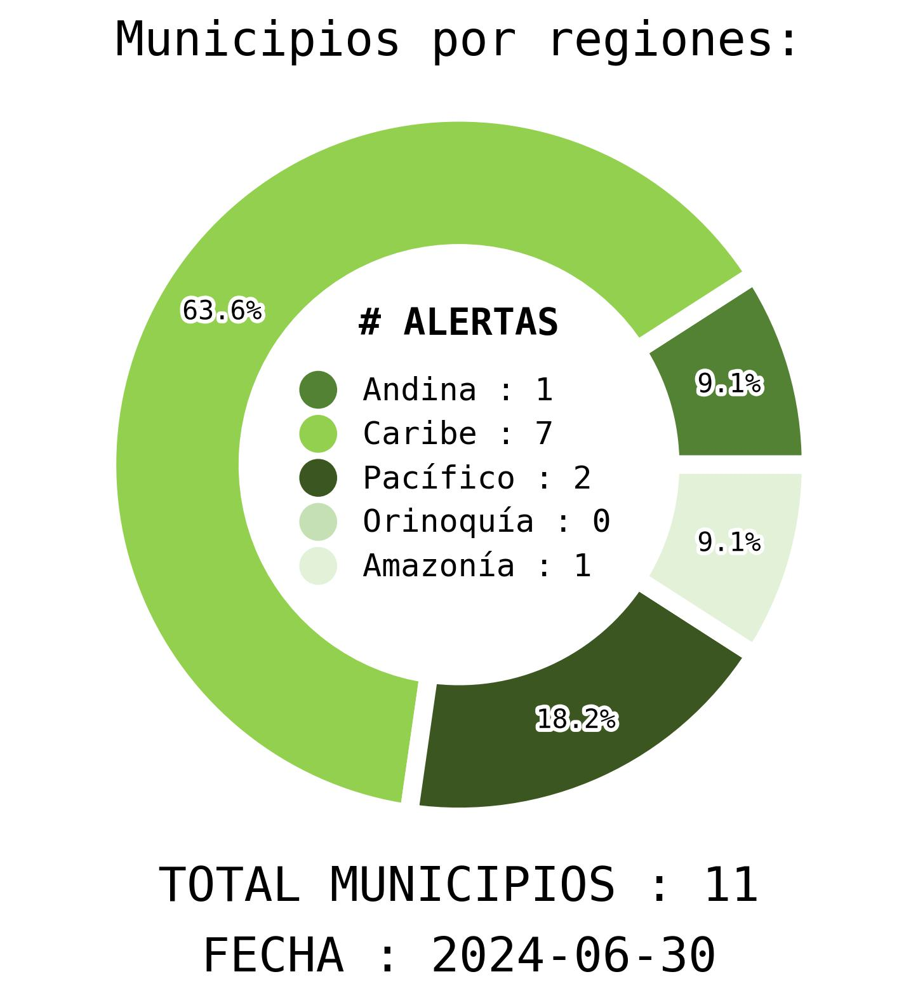 Municipios por regiones:
63.6%
# ALERTAS
Andina : 1
9.1%
Caribe : 7
Pacífico : 2
Orinoquía : 0
9.1%
Amazonía : 1
18.2%
TOTAL MUNICIPIOS : 11
FECHA : 2024-06-30